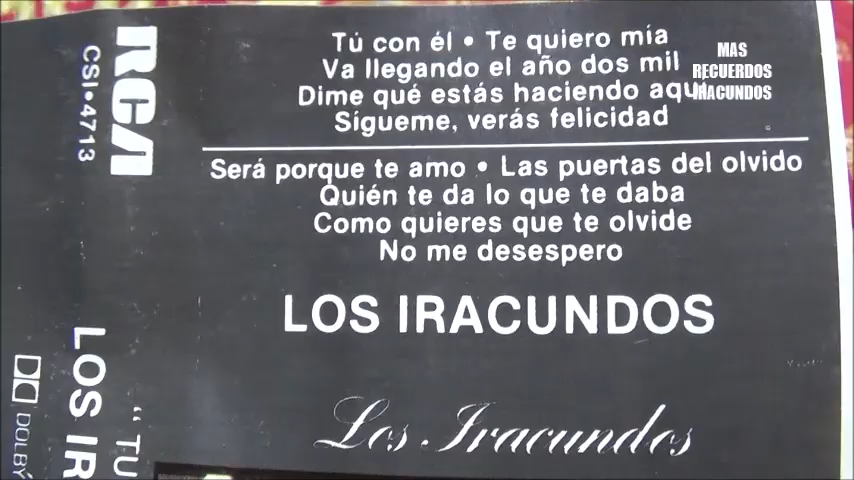 Tú con él • Te quiero mía
Va llegando el año dos mil
Dime qué estás haciendo aquí
Sígueme, verás felicidad
MAS
RECUERDOS
IRACUNDOS
Será porque te amo • Las puertas del olvido
Quién te da lo que te daba
Como quieres que te olvide
No me desespero
LOS IRACUNDOS
Los Iracundos
RCA
CSI•4713
LOS IR
"TU
DOLBY